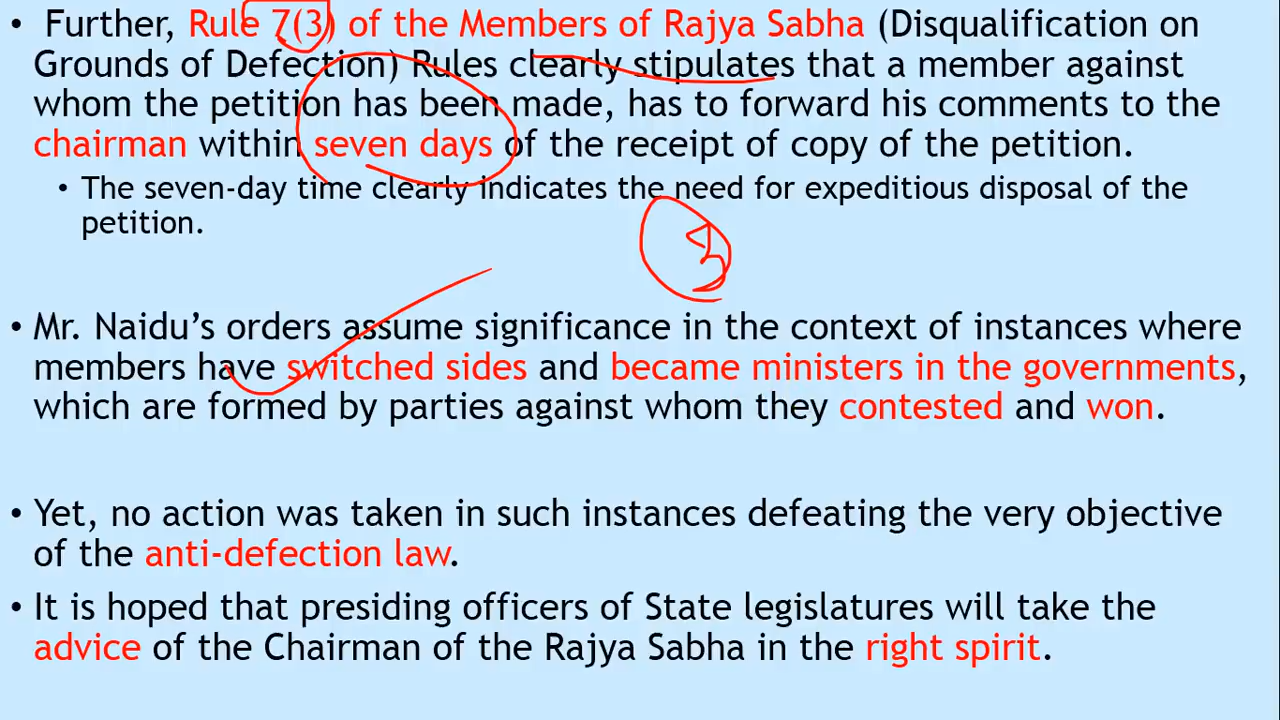 • Further, Rule 7(3) of the Members of Rajya Sabha (Disqualification on
Grounds of Defection) Rules clearly stipulates that a member against
whom the petition has been made, has to forward his comments to the
chairman within seven days of the receipt of copy of the petition.
• The seven-day time clearly indicates the need for expeditious disposal of the
petition.
• Mr. Naidu's orders assume significance in the context of instances where
members have switched sides and became ministers in the governments,
which are formed by parties against whom they contested and won.
• Yet, no action was taken in such instances defeating the very objective
of the anti-defection law.
• It is hoped that presiding officers of State legislatures will take the
advice of the Chairman of the Rajya Sabha in the right spirit.